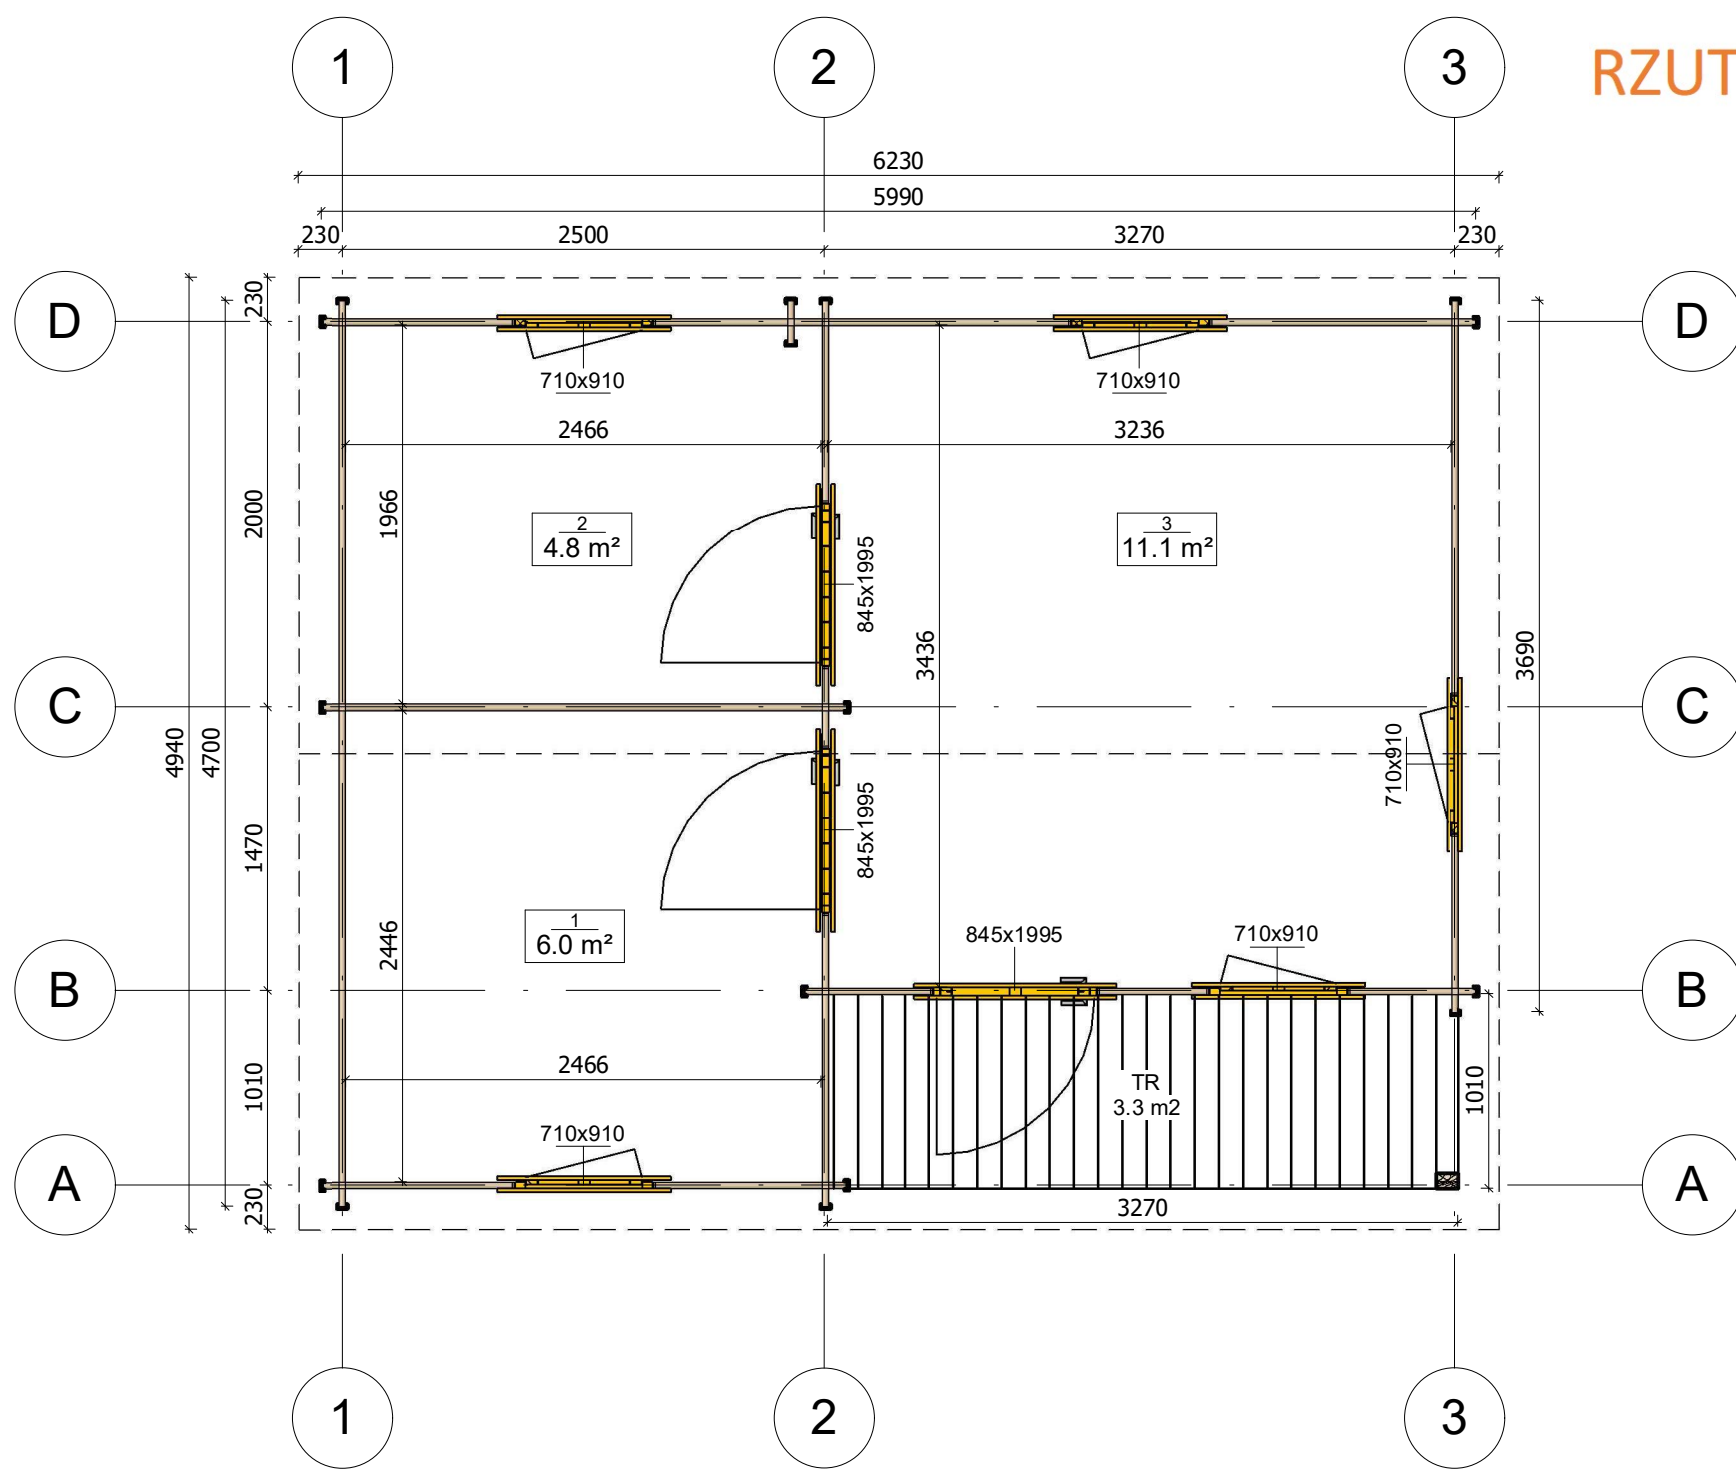 1
2
3
RZUT
6230
5990
230
2500
3270
230
D
230
D
710x910
710x910
2466
3236
2000
1966
2
4.8 m²
3
11.1 m²
845x1995
3436
3690
C
C
4940
4700
710x910
1470
845x1995
2446
1
6.0 m²
845x1995
710x910
B
B
1010
2466
TR
3.3 m2
1010
710x910
A
230
3270
A
1
2
3